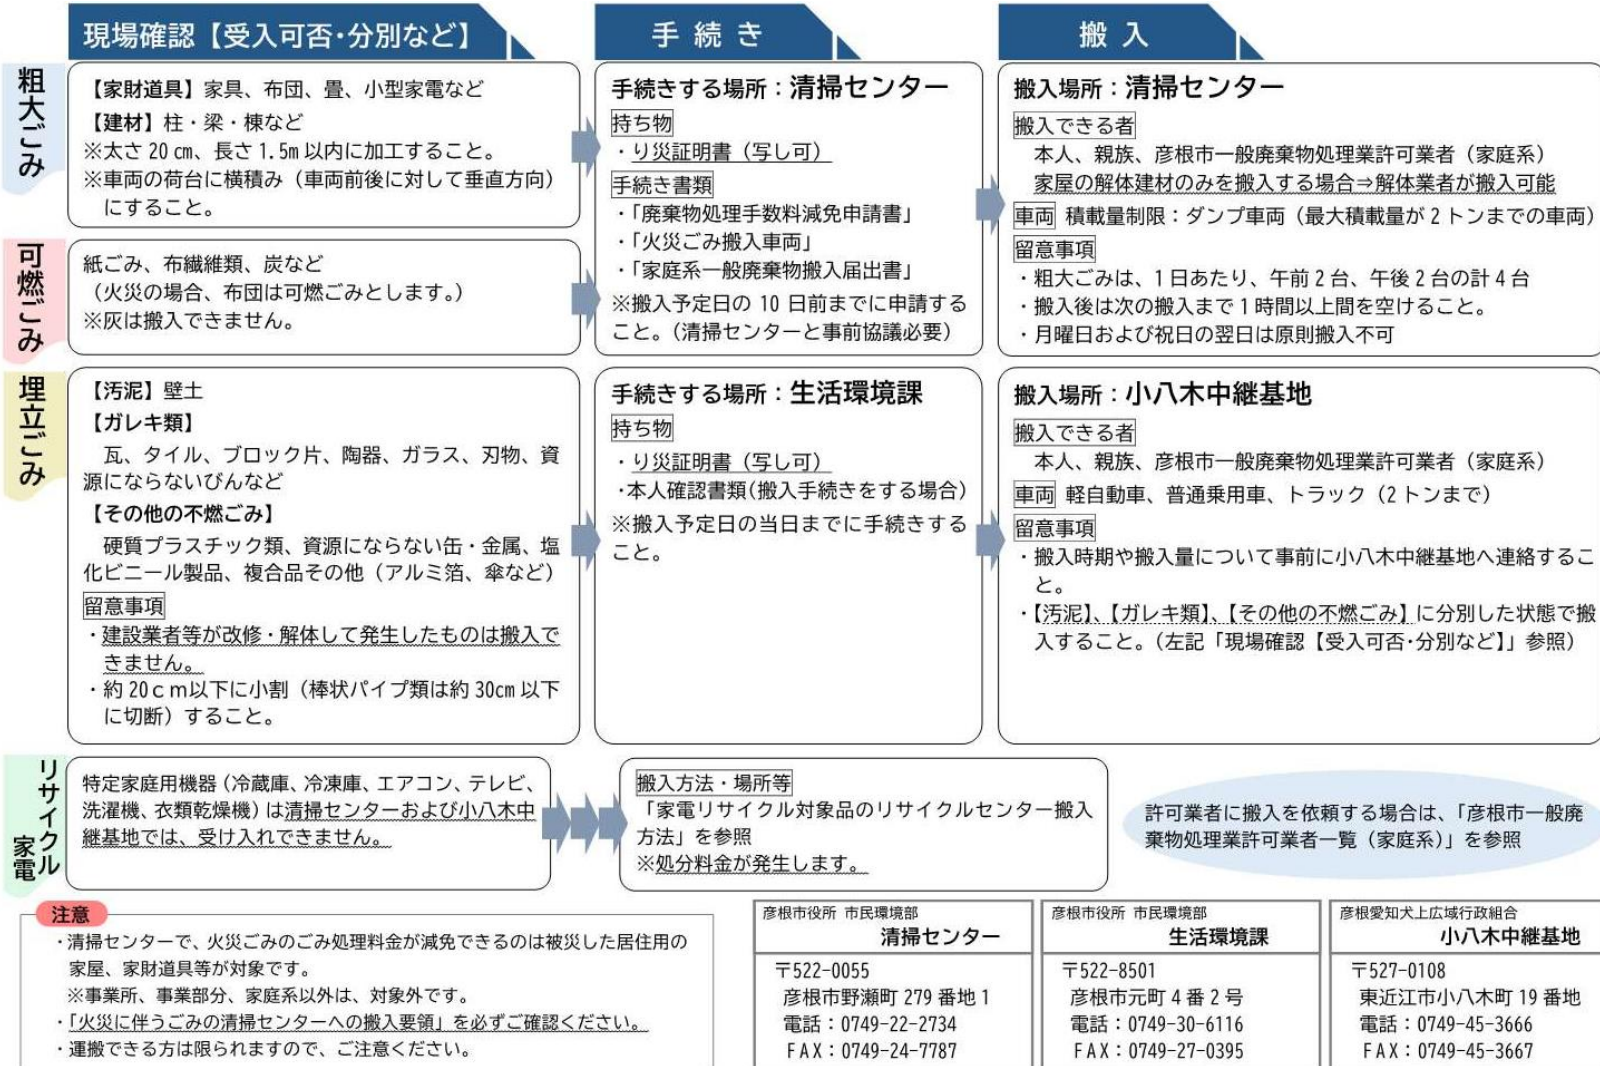 現場確認【受入可否･分別など】
手 続 き
搬 入
粗大ごみ
【家財道具】家具、布団、畳、小型家電など
【建材】柱・梁・棟など
※太さ 20 ㎝、長さ 1.5m 以内に加工すること。
※車両の荷台に横積み（車両前後に対して垂直方向）
にすること。
可燃ごみ
紙ごみ、布繊維類、炭など
（火災の場合、布団は可燃ごみとします。）
※灰は搬入できません。
手続きする場所：清掃センター
持ち物
・り災証明書（写し可）
手続き書類
・「廃棄物処理手数料減免申請書」
・「火災ごみ搬入車両」
・「家庭系一般廃棄物搬入届出書」
※搬入予定日の 10 日前までに申請する
こと。（清掃センターと事前協議必要）
搬入場所：清掃センター
搬入できる者
本人、親族、彦根市一般廃棄物処理業許可業者（家庭系）
家屋の解体建材のみを搬入する場合⇒解体業者が搬入可能
車両 積載量制限：ダンプ車両（最大積載量が 2 トンまでの車両）
留意事項
・粗大ごみは、1 日あたり、午前 2 台、午後 2 台の計 4 台
・搬入後は次の搬入まで 1 時間以上間を空けること。
・月曜日および祝日の翌日は原則搬入不可
埋立ごみ
【汚泥】壁土
【ガレキ類】
瓦、タイル、ブロック片、陶器、ガラス、刃物、資
源にならないびんなど
【その他の不燃ごみ】
硬質プラスチック類、資源にならない缶・金属、塩
化ビニール製品、複合品その他（アルミ箔、傘など）
留意事項
・建設業者等が改修・解体して発生したものは搬入で
きません。
・約 20ｃｍ以下に小割（棒状パイプ類は約 30㎝ 以下
に切断）すること。
手続きする場所：生活環境課
持ち物
・り災証明書（写し可）
・本人確認書類（搬入手続きをする場合）
※搬入予定日の当日までに手続きする
こと。
搬入場所：小八木中継基地
搬入できる者
本人、親族、彦根市一般廃棄物処理業許可業者（家庭系）
車両 軽自動車、普通乗用車、トラック（2 トンまで）
留意事項
・搬入時期や搬入量について事前に小八木中継基地へ連絡するこ
と。
・【汚泥】、【ガレキ類】、【その他の不燃ごみ】に分別した状態で搬
入すること。（左記「現場確認【受入可否･分別など】」参照）
リサイクル
家電
特定家庭用機器（冷蔵庫、冷凍庫、エアコン、テレビ、
洗濯機、衣類乾燥機）は清掃センターおよび小八木中
継基地では、受け入れできません。
搬入方法・場所等
「家電リサイクル対象品のリサイクルセンター搬入
方法」を参照
※処分料金が発生します。
許可業者に搬入を依頼する場合は、「彦根市一般廃
棄物処理業許可業者一覧（家庭系）」を参照
注意
・清掃センターで、火災ごみのごみ処理料金が減免できるのは被災した居住用の
家屋、家財道具等が対象です。
※事業所、事業部分、家庭系以外は、対象外です。
・「火災に伴うごみの清掃センターへの搬入要領」を必ずご確認ください。
・運搬できる方は限られますので、ご注意ください。
彦根市役所 市民環境部
清掃センター
〒522-0055
彦根市野瀬町 279 番地 1
電話：0749-22-2734
FAX：0749-24-7787
彦根市役所 市民環境部
生活環境課
〒522-8501
彦根市元町 4 番 2 号
電話：0749-30-6116
FAX：0749-27-0395
彦根愛知犬上広域行政組合
小八木中継基地
〒527-0108
東近江市小八木町 19 番地
電話：0749-45-3666
FAX：0749-45-3667